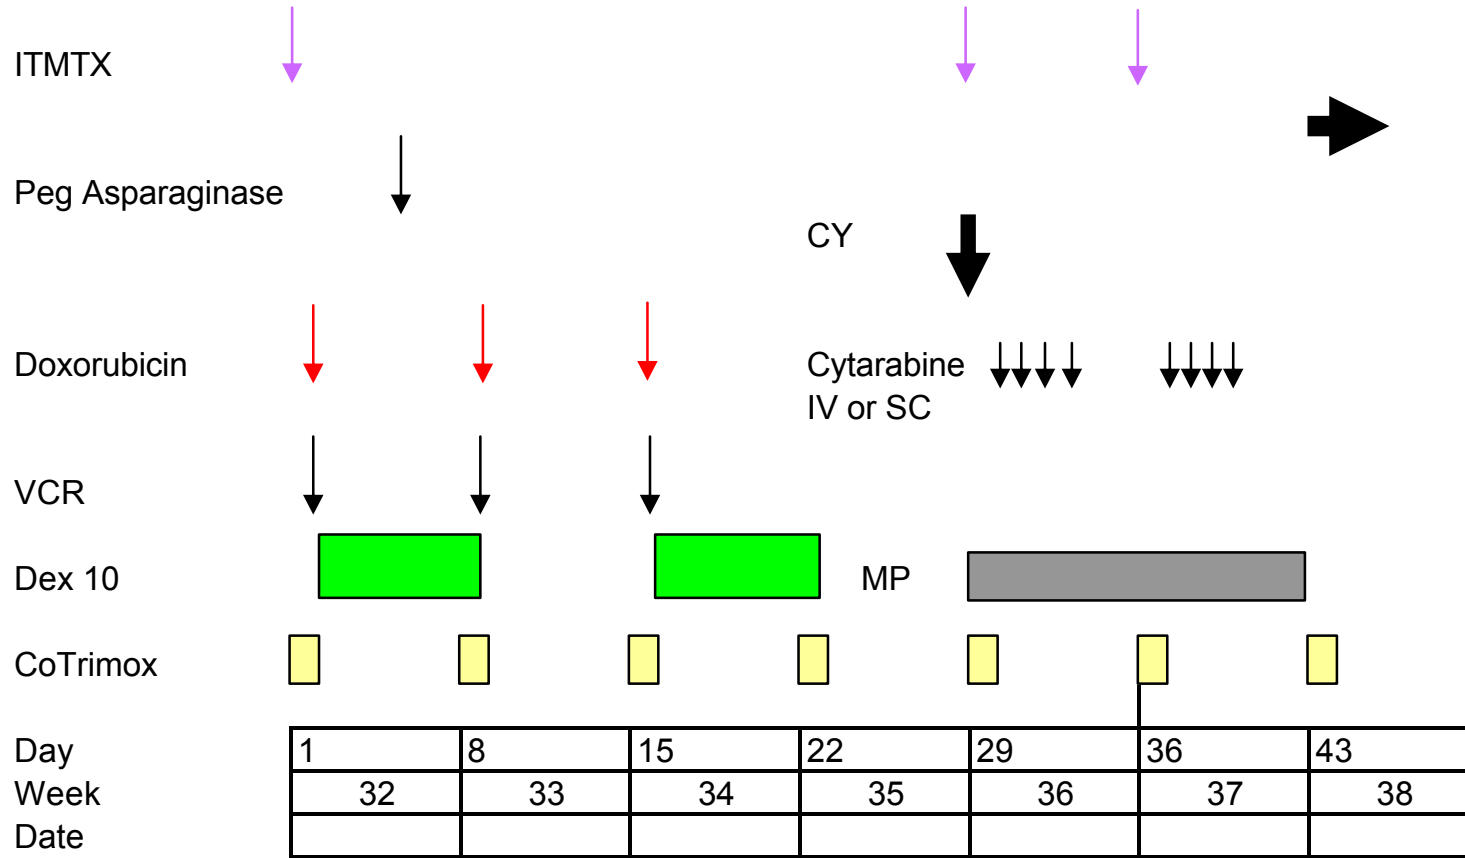 ITMTX
Peg Asparaginase
CY
Doxorubicin
Cytarabine
IV or SC
VCR
Dex 10
MP
CoTrimox
Day 1 8 15 22 29 36 43
Week 32 33 34 35 36 37 38
Date